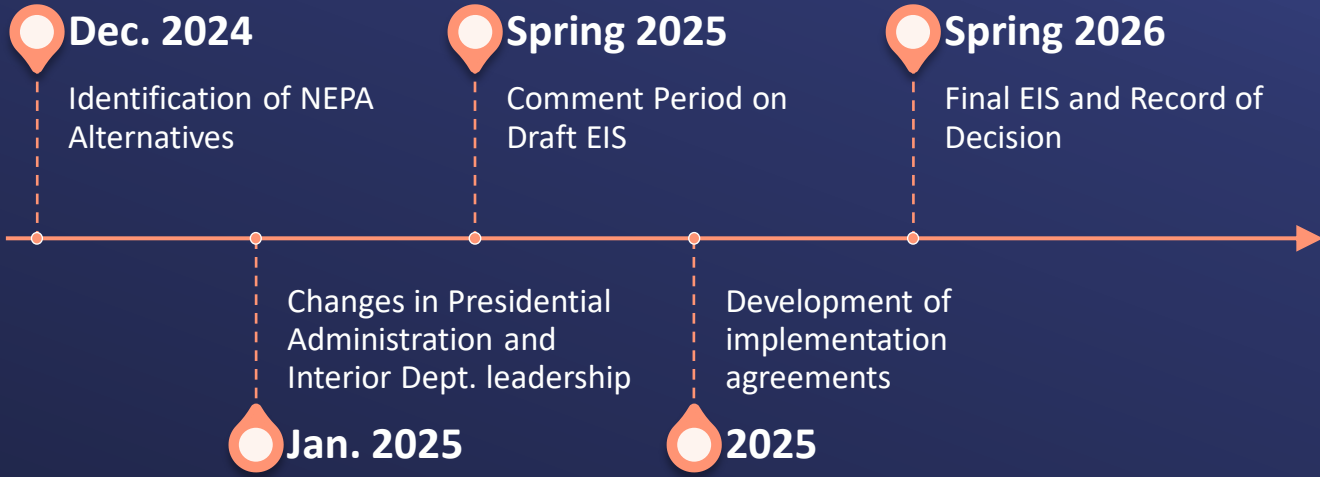 Dec. 2024
Identification of NEPA
Alternatives
Spring 2025
Comment Period on
Draft EIS
Spring 2026
Final EIS and Record of
Decision
Changes in Presidential
Administration and
Interior Dept. leadership
Jan. 2025
Development of
implementation
agreements
2025